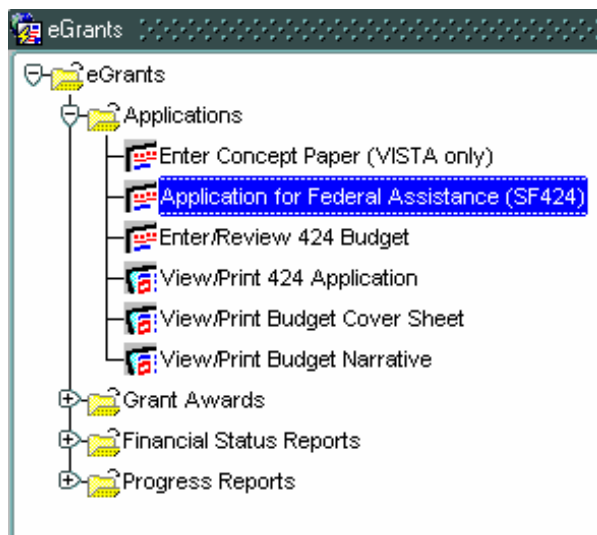 eGrants
eGrants
Applications
Enter Concept Paper (VISTA only)
Application for Federal Assistance (SF424)
Enter/Review 424 Budget
View/Print 424 Application
View/Print Budget Cover Sheet
View/Print Budget Narrative
Grant Awards
Financial Status Reports
Progress Reports